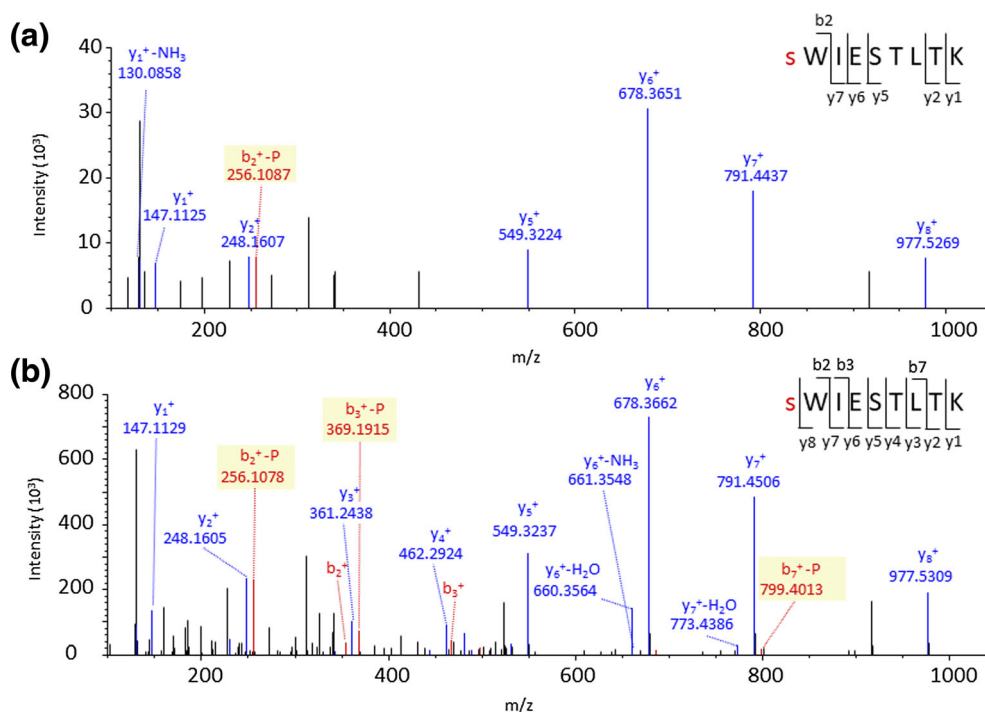 (a)
40
30
20
10
0
Intensity (10³)
y₁⁺-NH₃
130.0858
y₁⁺
147.1125
b₂⁺-P
256.1087
y₂⁺
248.1607
y₅⁺
549.3224
y₆⁺
678.3651
y₇⁺
791.4437
y₈⁺
977.5269
b2
s W I E S T L T K
y7 y6 y5 y2 y1
200 400 600 800 1000
m/z
(b)
800
600
400
200
0
Intensity (10³)
y₁⁺
147.1129
y₂⁺
248.1605
b₂⁺-P
256.1078
b₃⁺-P
369.1915
y₃⁺
361.2438
b₂⁺
y₄⁺
462.2924
b₃⁺
y₅⁺
549.3237
y₆⁺-NH₃
661.3548
y₆⁺-H₂O
660.3564
y₆⁺
678.3662
y₇⁺
791.4506
y₇⁺-H₂O
773.4386
b₇⁺-P
799.4013
y₈⁺
977.5309
b2 b3 b7
s W I E S T L T K
y8 y7 y6 y5 y4 y3 y2 y1
200 400 600 800 1000
m/z